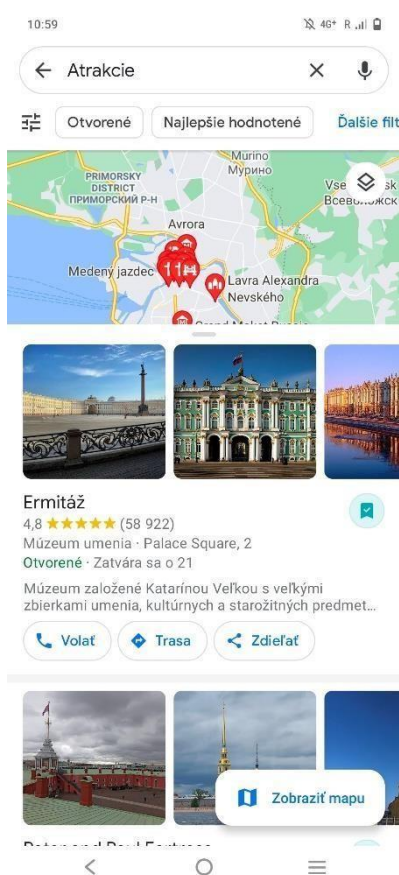 10:59
4G+ R
Atrakcie
Otvorené
Najlepšie hodnotené
Ďalšie filt
Murino
Мурино
PRIMORSKY
DISTRICT
ПРИМОРСКИЙ Р-Н
Avrora
Medený jazdec
Lavra Alexandra
Nevského
Ermitáž
4,8 ★★★★★ (58 922)
Múzeum umenia · Palace Square, 2
Otvorené · Zatvára sa o 21
Múzeum založené Katarínou Veľkou s veľkými
zbierkami umenia, kultúrnych a starožitných predmet...
Volať
Trasa
Zdieľať
Zobraziť mapu